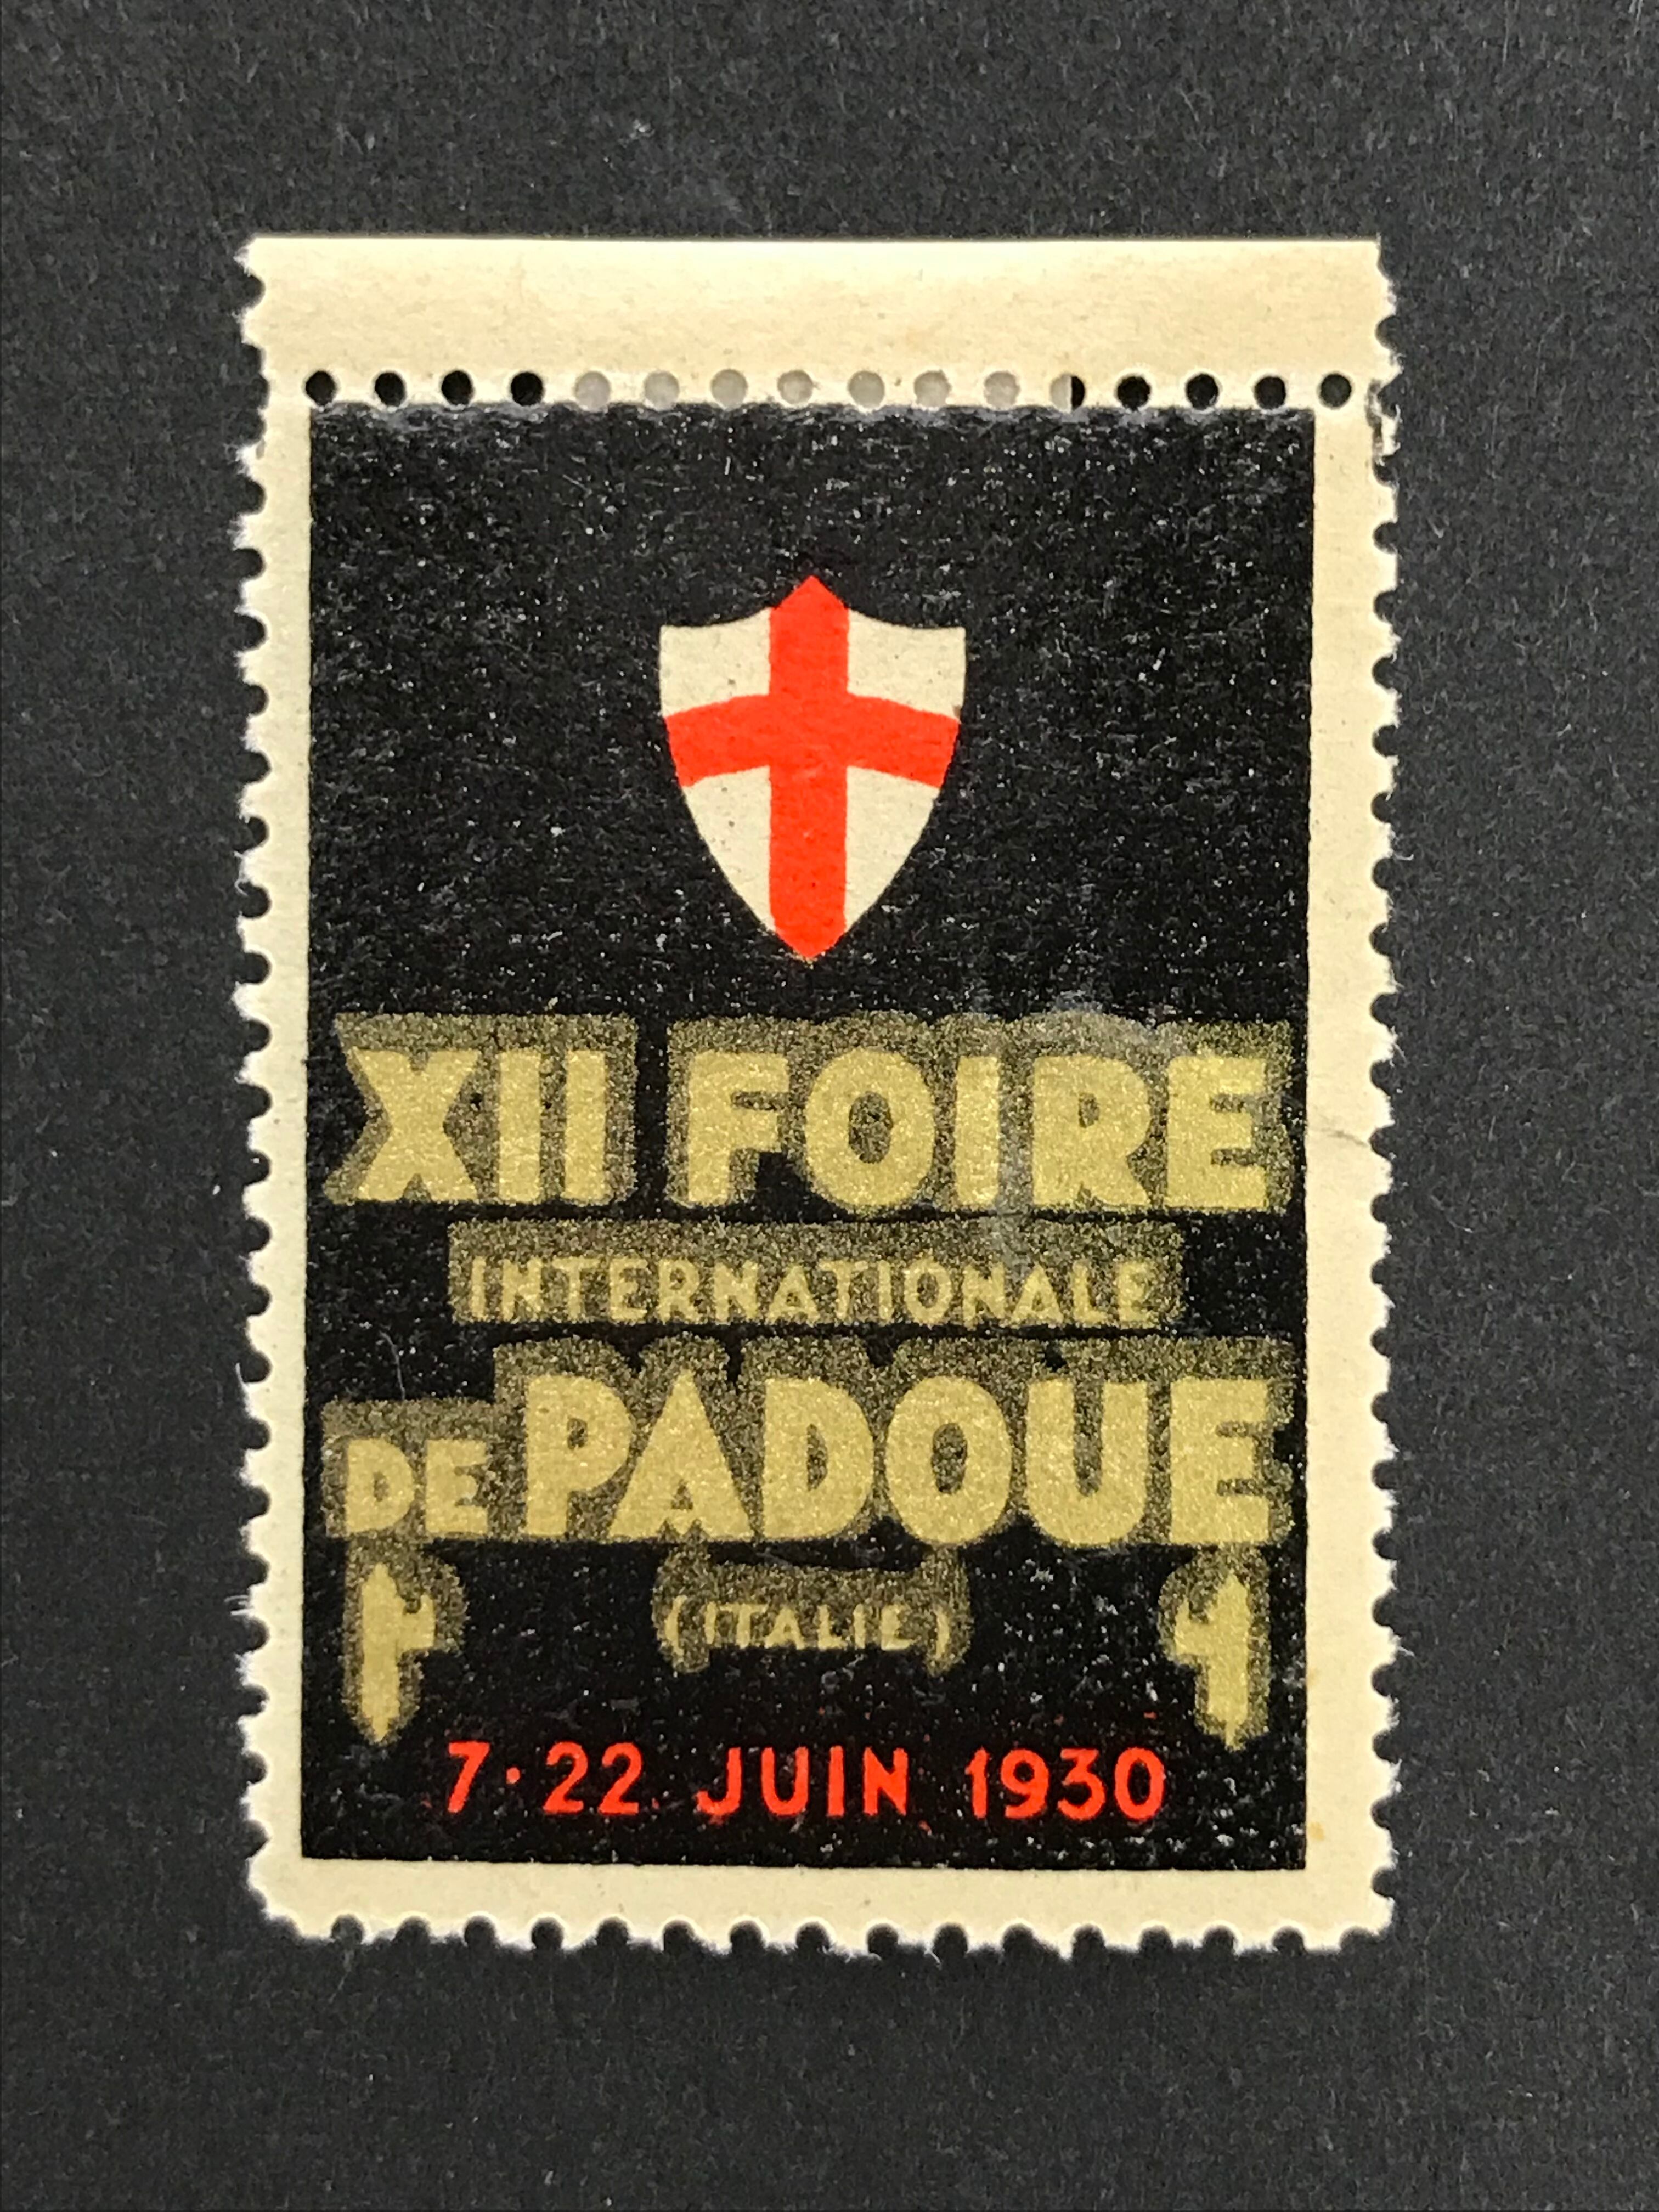 XII FOIRE
INTERNATIONALE
DE PADOUE
(ITALIE)
7·22 JUIN 1930